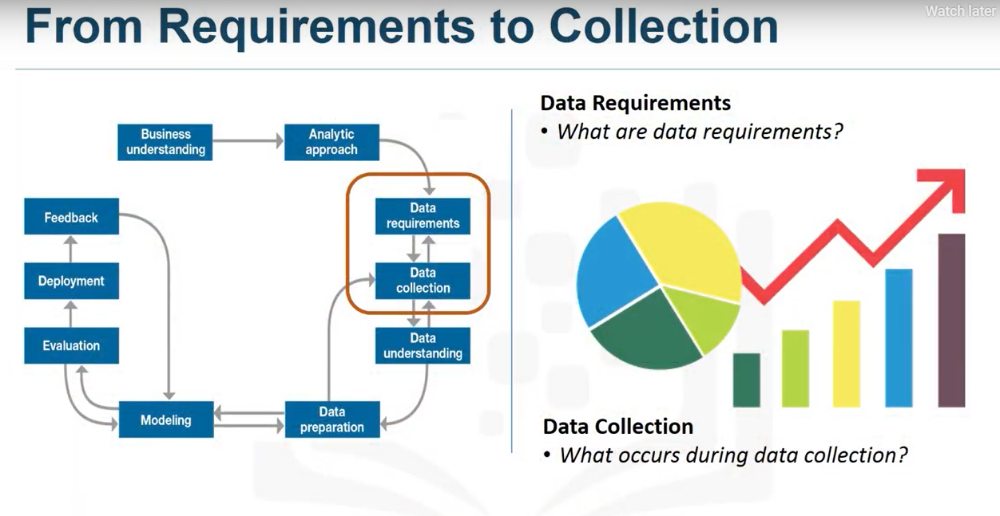 Watch later
From Requirements to Collection
Business
understanding
Analytic
approach
Data
requirements
Data
collection
Data
understanding
Data
preparation
Modeling
Evaluation
Deployment
Feedback
Data Requirements
• What are data requirements?
Data Collection
• What occurs during data collection?